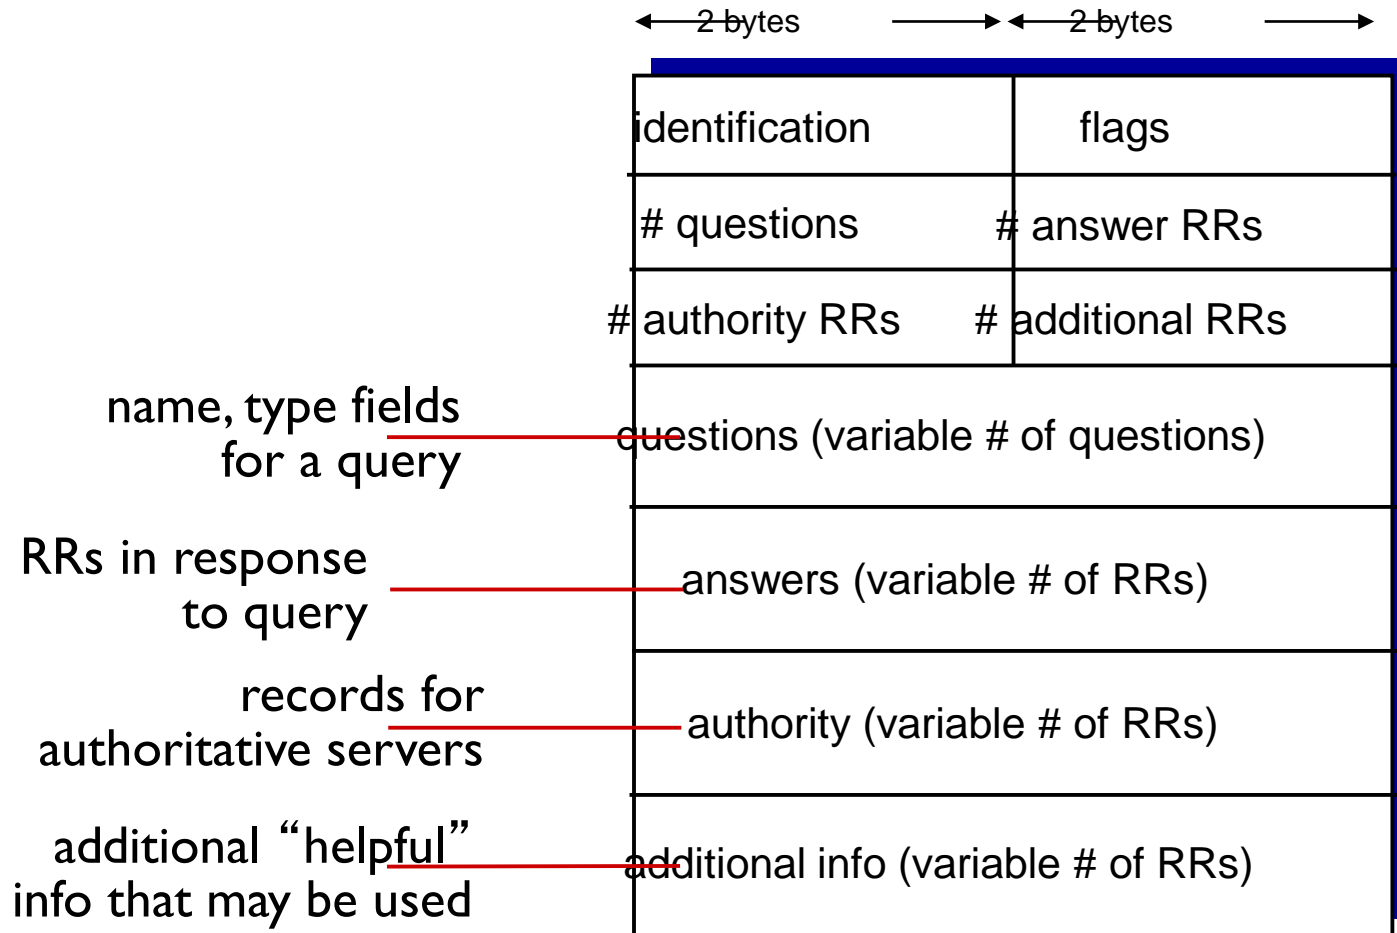 2 bytes 2 bytes
identification flags
# questions # answer RRs
# authority RRs # additional RRs
name, type fields
for a query
questions (variable # of questions)
RRs in response
to query
answers (variable # of RRs)
records for
authoritative servers
authority (variable # of RRs)
additional “helpful”
info that may be used
additional info (variable # of RRs)